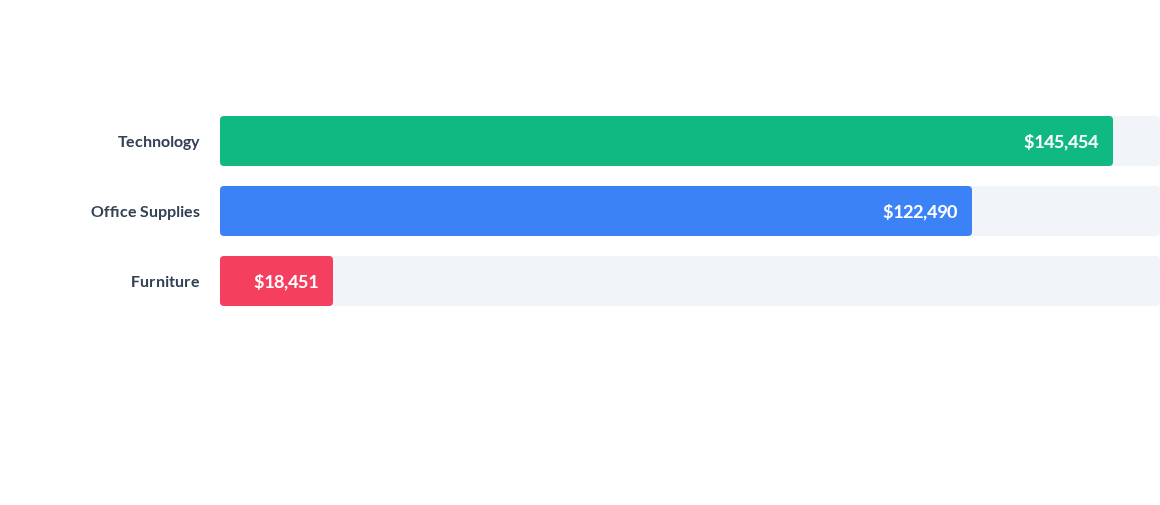 Technology $145,454
Office Supplies $122,490
Furniture $18,451